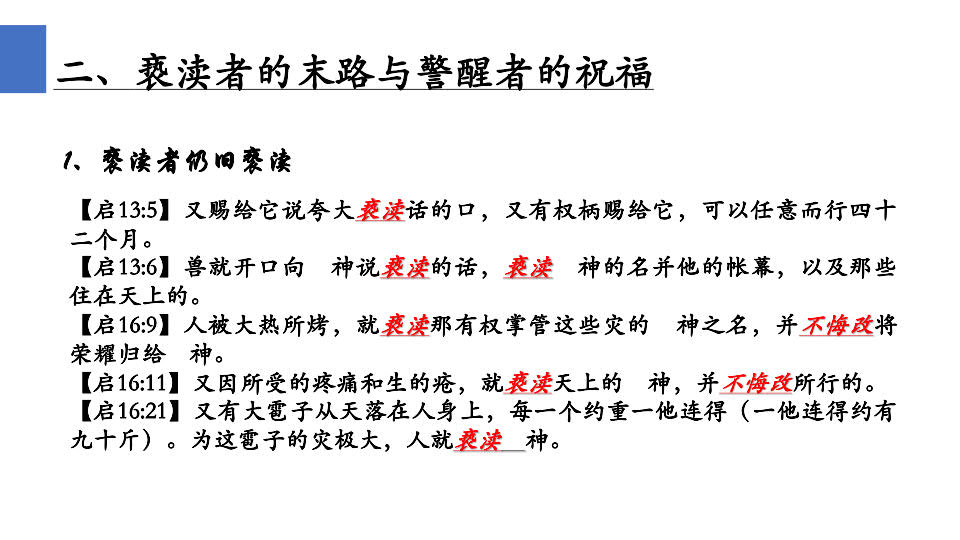 二、亵渎者的末路与警醒者的祝福
1、亵渎者仍旧亵渎
【启13:5】又赐给它说夸大亵渎话的口，又有权柄赐给它，可以任意而行四十
二个月。
【启13:6】兽就开口向　神说亵渎的话，亵渎　神的名并他的帐幕，以及那些
住在天上的。
【启16:9】人被大热所烤，就亵渎那有权掌管这些灾的　神之名，并不悔改将
荣耀归给　神。
【启16:11】又因所受的疼痛和生的疮，就亵渎天上的　神，并不悔改所行的。
【启16:21】又有大雹子从天落在人身上，每一个约重一他连得（一他连得约有
九十斤）。为这雹子的灾极大，人就亵渎　神。